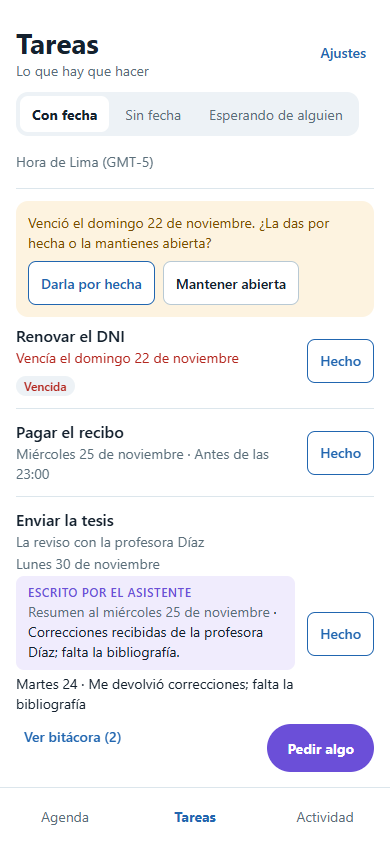 Tareas
Ajustes
Lo que hay que hacer
Con fecha
Sin fecha
Esperando de alguien
Hora de Lima (GMT-5)
Venció el domingo 22 de noviembre. ¿La das por
hecha o la mantienes abierta?
Darla por hecha
Mantener abierta
Renovar el DNI
Vencía el domingo 22 de noviembre
Vencida
Hecho
Pagar el recibo
Miércoles 25 de noviembre · Antes de las
23:00
Hecho
Enviar la tesis
La reviso con la profesora Díaz
Lunes 30 de noviembre
ESCRITO POR EL ASISTENTE
Resumen al miércoles 25 de noviembre ·
Correcciones recibidas de la profesora
Díaz; falta la bibliografía.
Hecho
Martes 24 · Me devolvió correcciones; falta la
bibliografía
Ver bitácora (2)
Pedir algo
Agenda
Tareas
Actividad